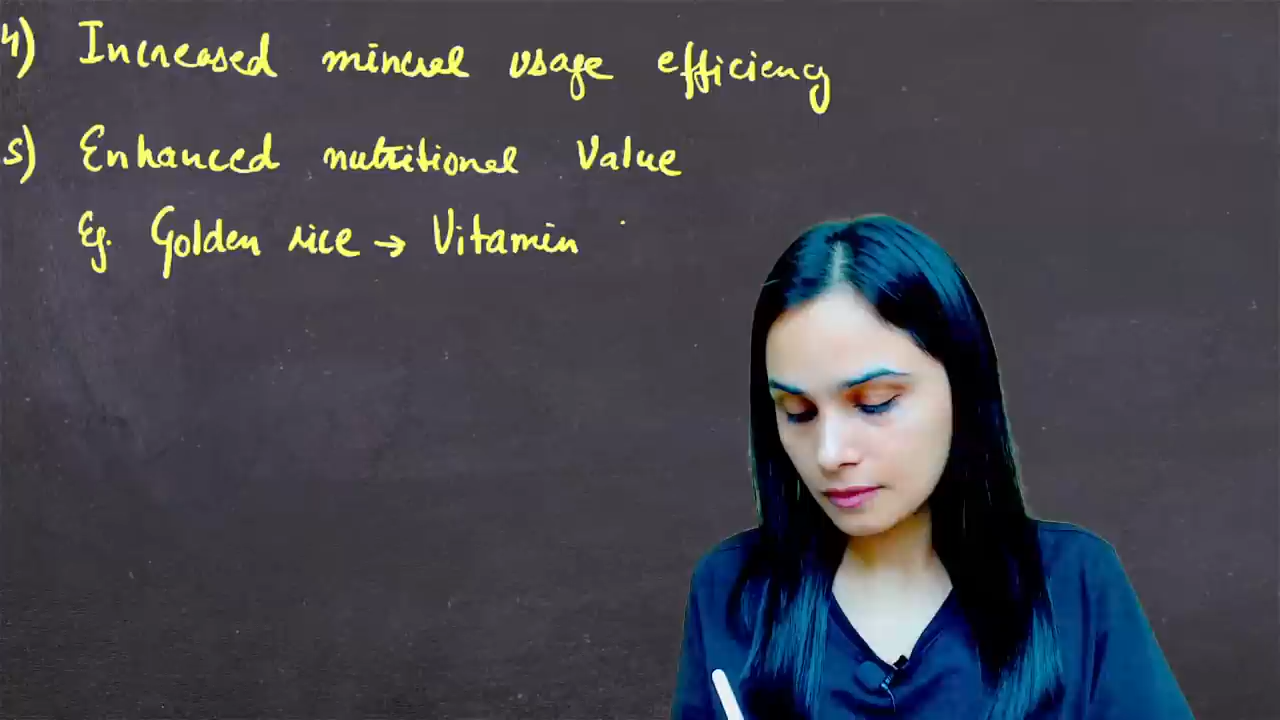 4) Increased mineral usage efficiency
5) Enhanced nutritional Value
Eg. Golden rice → Vitamin